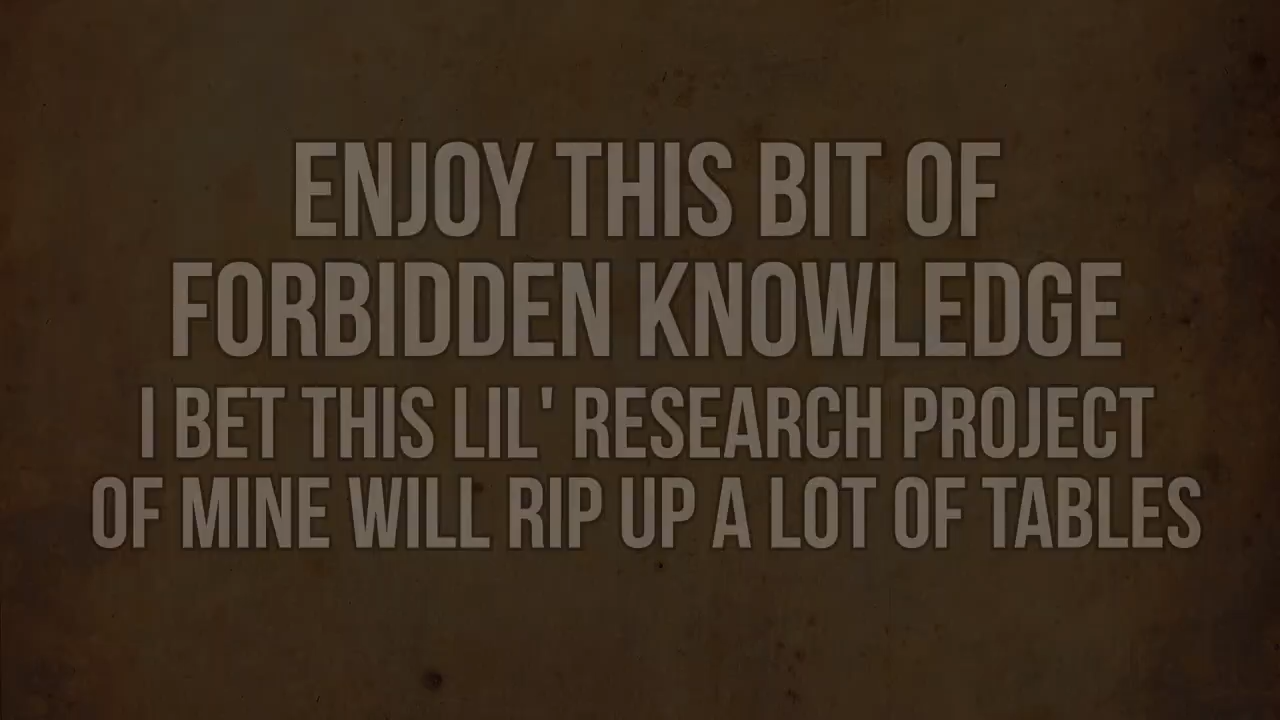 ENJOY THIS BIT OF
FORBIDDEN KNOWLEDGE
I BET THIS LIL' RESEARCH PROJECT
OF MINE WILL RIP UP A LOT OF TABLES